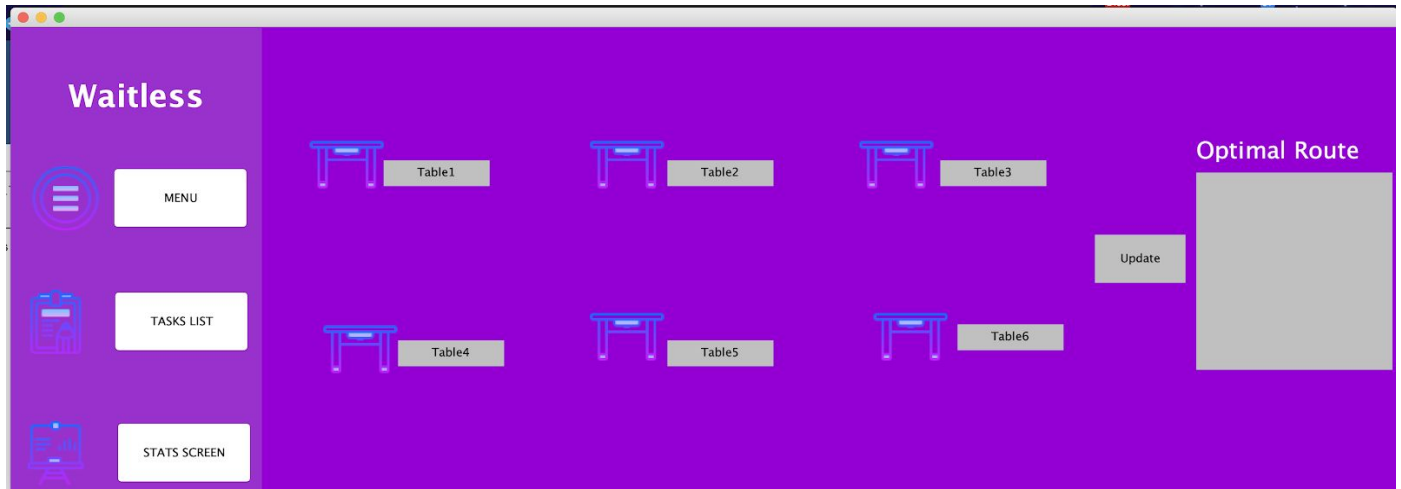 Waitless
MENU
TASKS LIST
STATS SCREEN
Table1
Table2
Table3
Table4
Table5
Table6
Update
Optimal Route